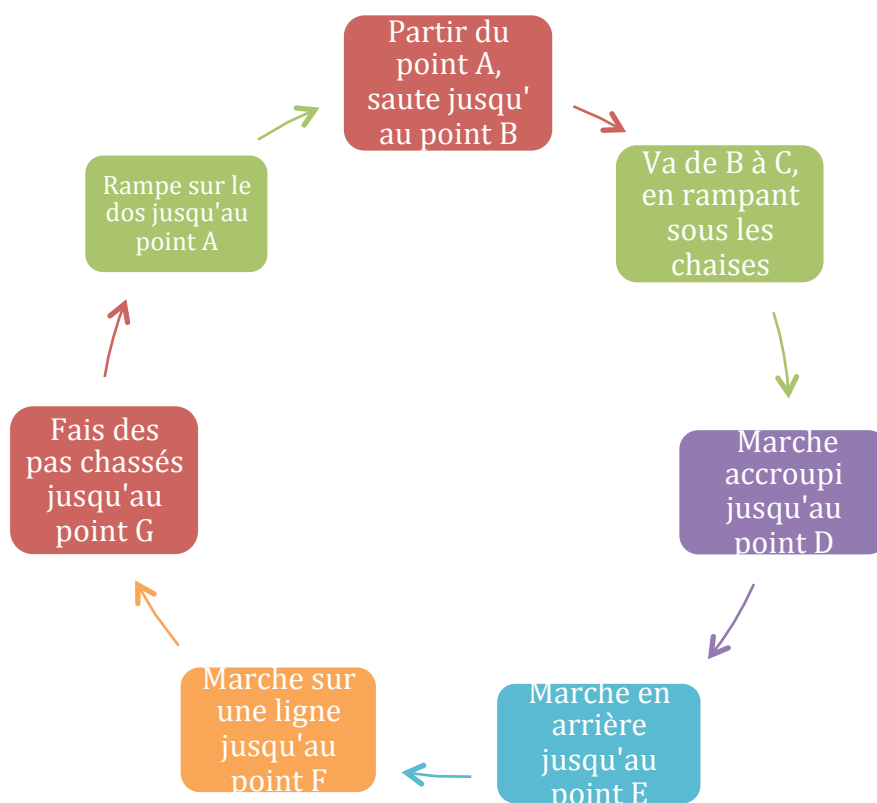 Partir du
point A,
saute jusqu'
au point B
Va de B à C,
en rampant
sous les
chaises
Marche
accroupi
jusqu'au
point D
Marche en
arrière
jusqu'au
point E
Marche sur
une ligne
jusqu'au
point F
Fais des
pas chassés
jusqu'au
point G
Rampe sur le
dos jusqu'au
point A